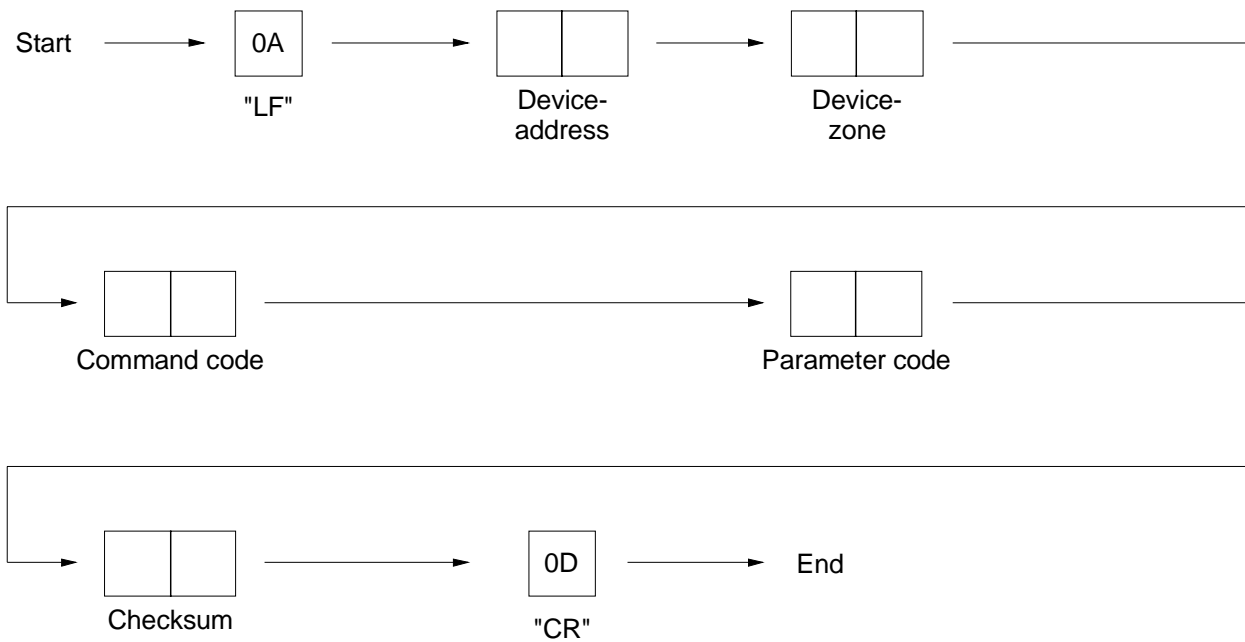 Start 0A
"LF"
Device-
address
Device-
zone
Command code
Parameter code
Checksum
0D
"CR"
End